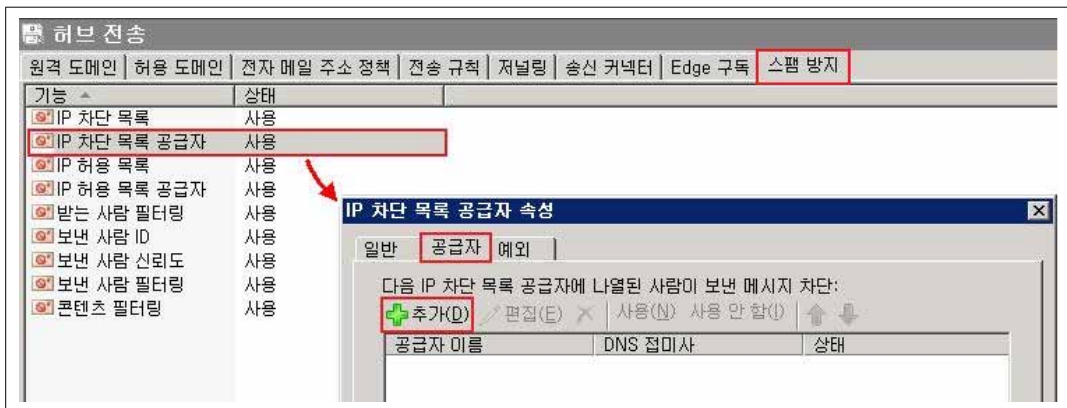 허브 전송
원격 도메인 허용 도메인 전자 메일 주소 정책 전송 규칙 저널링 송신 커넥터 Edge 구독 스팸 방지
기능 상태
IP 차단 목록 사용
IP 차단 목록 공급자 사용
IP 허용 목록 사용
IP 허용 목록 공급자 사용
받는 사람 필터링 사용
보낸 사람 ID 사용
보낸 사람 신뢰도 사용
보낸 사람 필터링 사용
콘텐츠 필터링 사용
IP 차단 목록 공급자 속성
일반 공급자 예외
다음 IP 차단 목록 공급자에 나열된 사람이 보낸 메시지 차단:
추가(D) 편집(E) 사용(N) 사용 안 함(I)
공급자 이름 DNS 접미사 상태